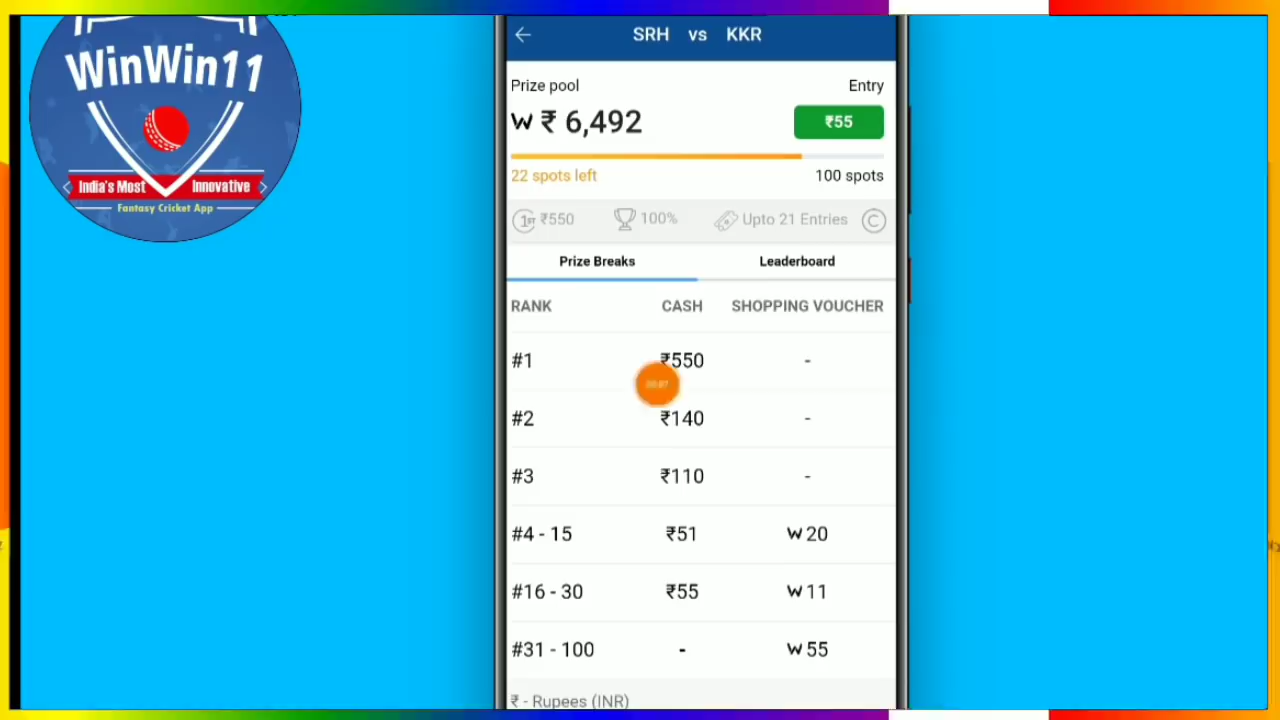 WinWin11
India's Most Innovative
Fantasy Cricket App
SRH vs KKR
Prize pool Entry
W ₹ 6,492 ₹55
22 spots left 100 spots
1ST ₹550 100% Upto 21 Entries C
Prize Breaks Leaderboard
RANK CASH SHOPPING VOUCHER
#1 ₹550 -
#2 ₹140 -
#3 ₹110 -
#4 - 15 ₹51 W 20
#16 - 30 ₹55 W 11
#31 - 100 - W 55
₹ - Rupees (INR)